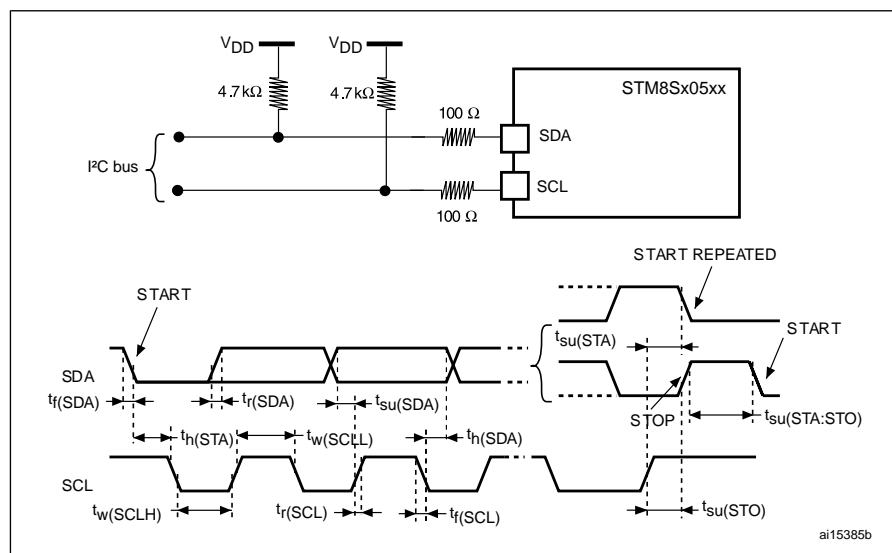 VDD VDD
STM8Sx05xx
4.7kΩ 4.7kΩ
100 Ω
SDA
I²C bus
SCL
100 Ω
START REPEATED
START
START
tsu(STA)
SDA
tf(SDA) tr(SDA) tsu(SDA)
STOP
tsu(STA:STO)
th(STA) tw(SCLL) th(SDA)
SCL
tw(SCLH) tr(SCL) tf(SCL) tsu(STO)
ai15385b